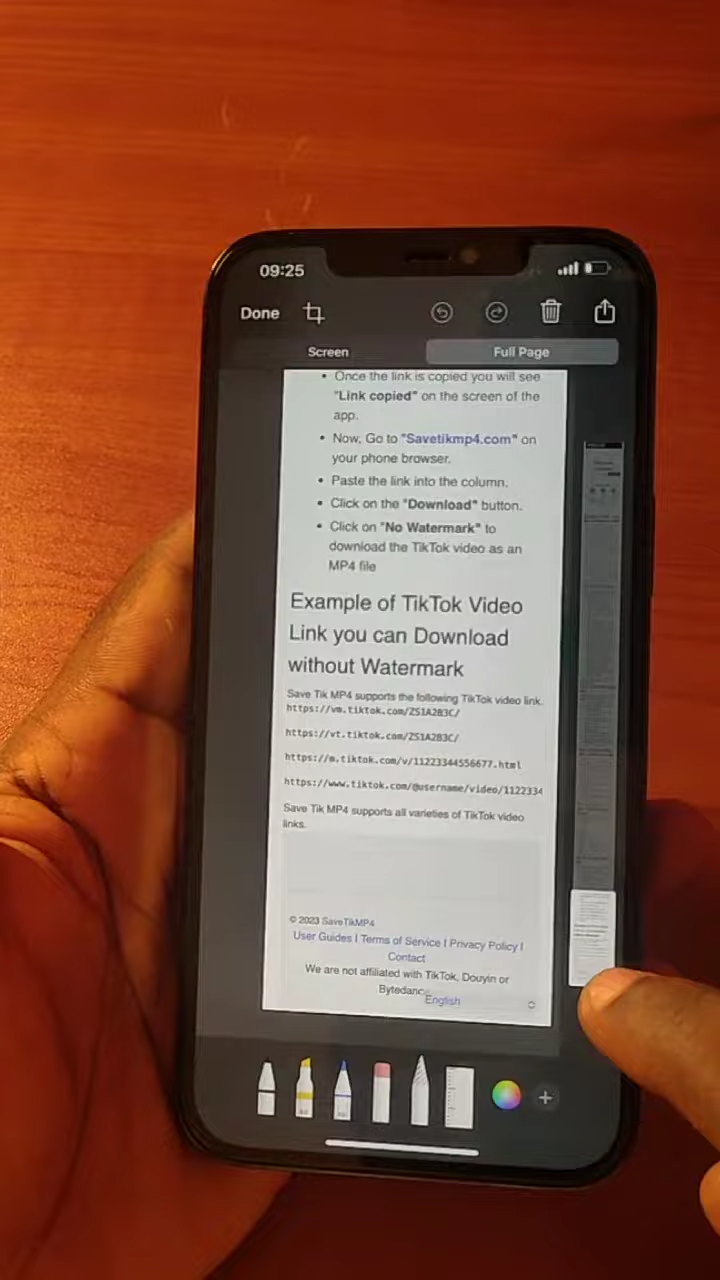 09:25
Done
Screen
Full Page
• Once the link is copied you will see
"Link copied" on the screen of the
app.
• Now, Go to "Savetikmp4.com" on
your phone browser.
• Paste the link into the column.
• Click on the "Download" button.
• Click on "No Watermark" to
download the TikTok video as an
MP4 file
Example of TikTok Video
Link you can Download
without Watermark
Save Tik MP4 supports the following TikTok video link.
https://vm.tiktok.com/ZS1A2B3C/
https://vt.tiktok.com/ZS1A2B3C/
https://m.tiktok.com/v/11223344556677.html
https://www.tiktok.com/@username/video/1122334
Save Tik MP4 supports all varieties of TikTok video
links.
© 2023 SaveTikMP4
User Guides | Terms of Service | Privacy Policy |
Contact
We are not affiliated with TikTok, Douyin or
Bytedanc
English